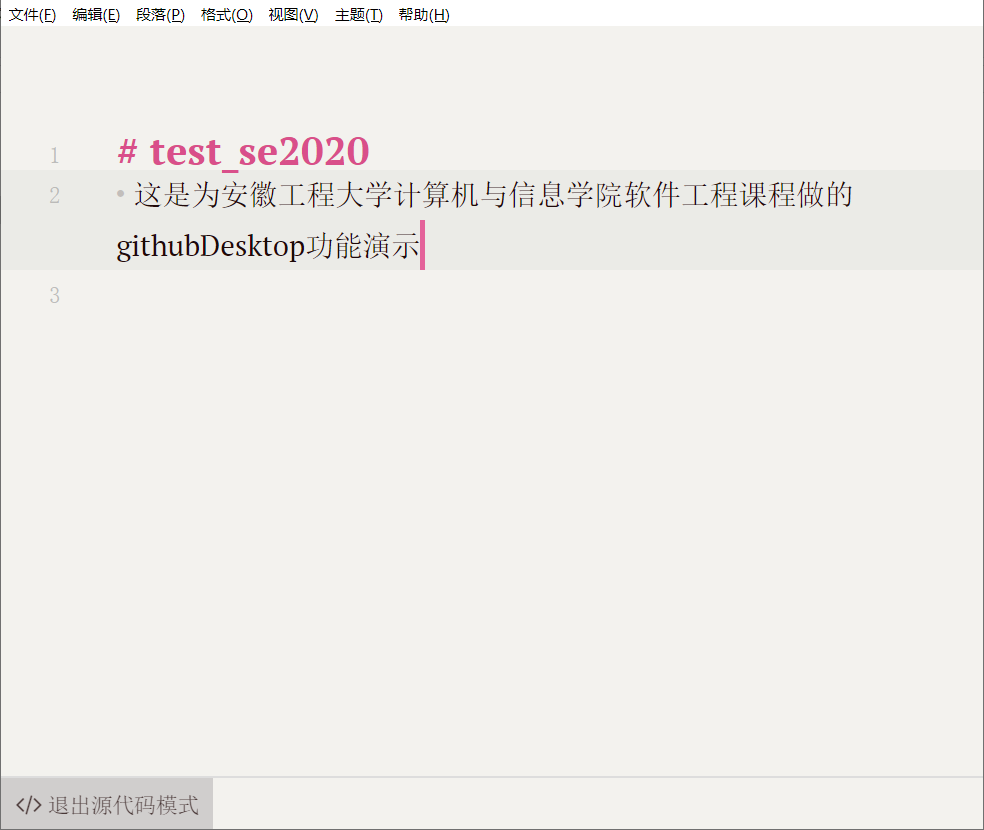 文件(F) 编辑(E) 段落(P) 格式(O) 视图(V) 主题(T) 帮助(H)
1 # test_se2020
2 • 这是为安徽工程大学计算机与信息学院软件工程课程做的
githubDesktop功能演示
3
</> 退出源代码模式